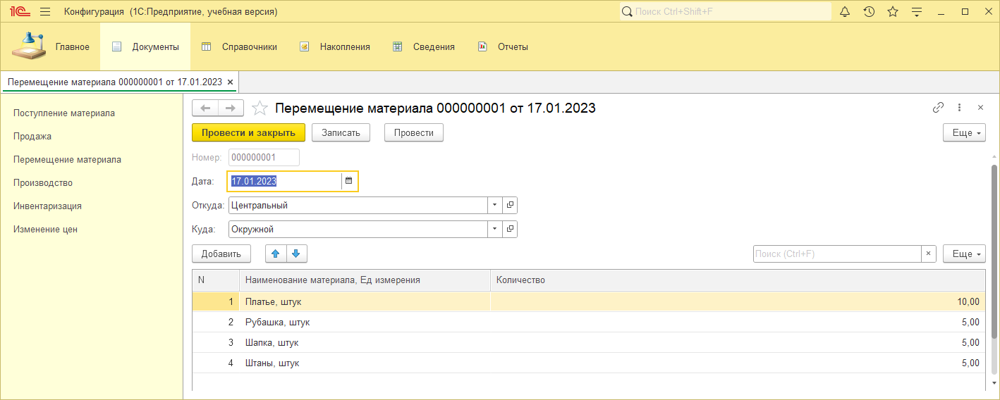 1С Конфигурация (1С:Предприятие, учебная версия) Поиск Ctrl+Shift+F
Главное Документы Справочники Накопления Сведения Отчеты
Перемещение материала 000000001 от 17.01.2023 ×
Поступление материала
Продажа
Перемещение материала
Производство
Инвентаризация
Изменение цен
Перемещение материала 000000001 от 17.01.2023
Провести и закрыть Записать Провести Еще
Номер: 000000001
Дата: 17.01.2023
Откуда: Центральный
Куда: Окружной
Добавить Поиск (Ctrl+F) × Еще
N Наименование материала, Ед измерения Количество
1 Платье, штук 10,00
2 Рубашка, штук 5,00
3 Шапка, штук 5,00
4 Штаны, штук 5,00